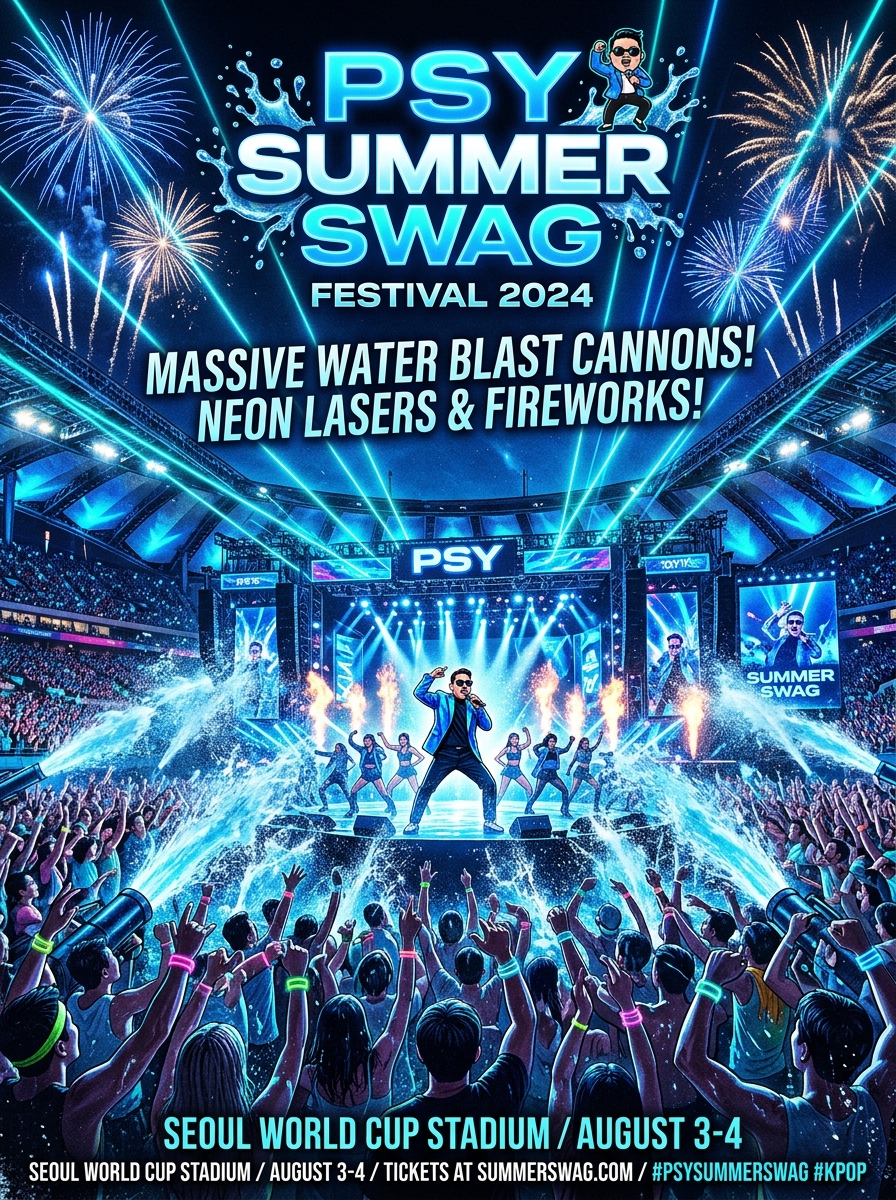 PSY
SUMMER
SWAG
FESTIVAL 2024
MASSIVE WATER BLAST CANNONS!
NEON LASERS & FIREWORKS!
PSY
SUMMER
SWAG
SEOUL WORLD CUP STADIUM / AUGUST 3-4
SEOUL WORLD CUP STADIUM / AUGUST 3-4 / TICKETS AT SUMMERSWAG.COM / #PSYSUMMERSWAG #KPOP